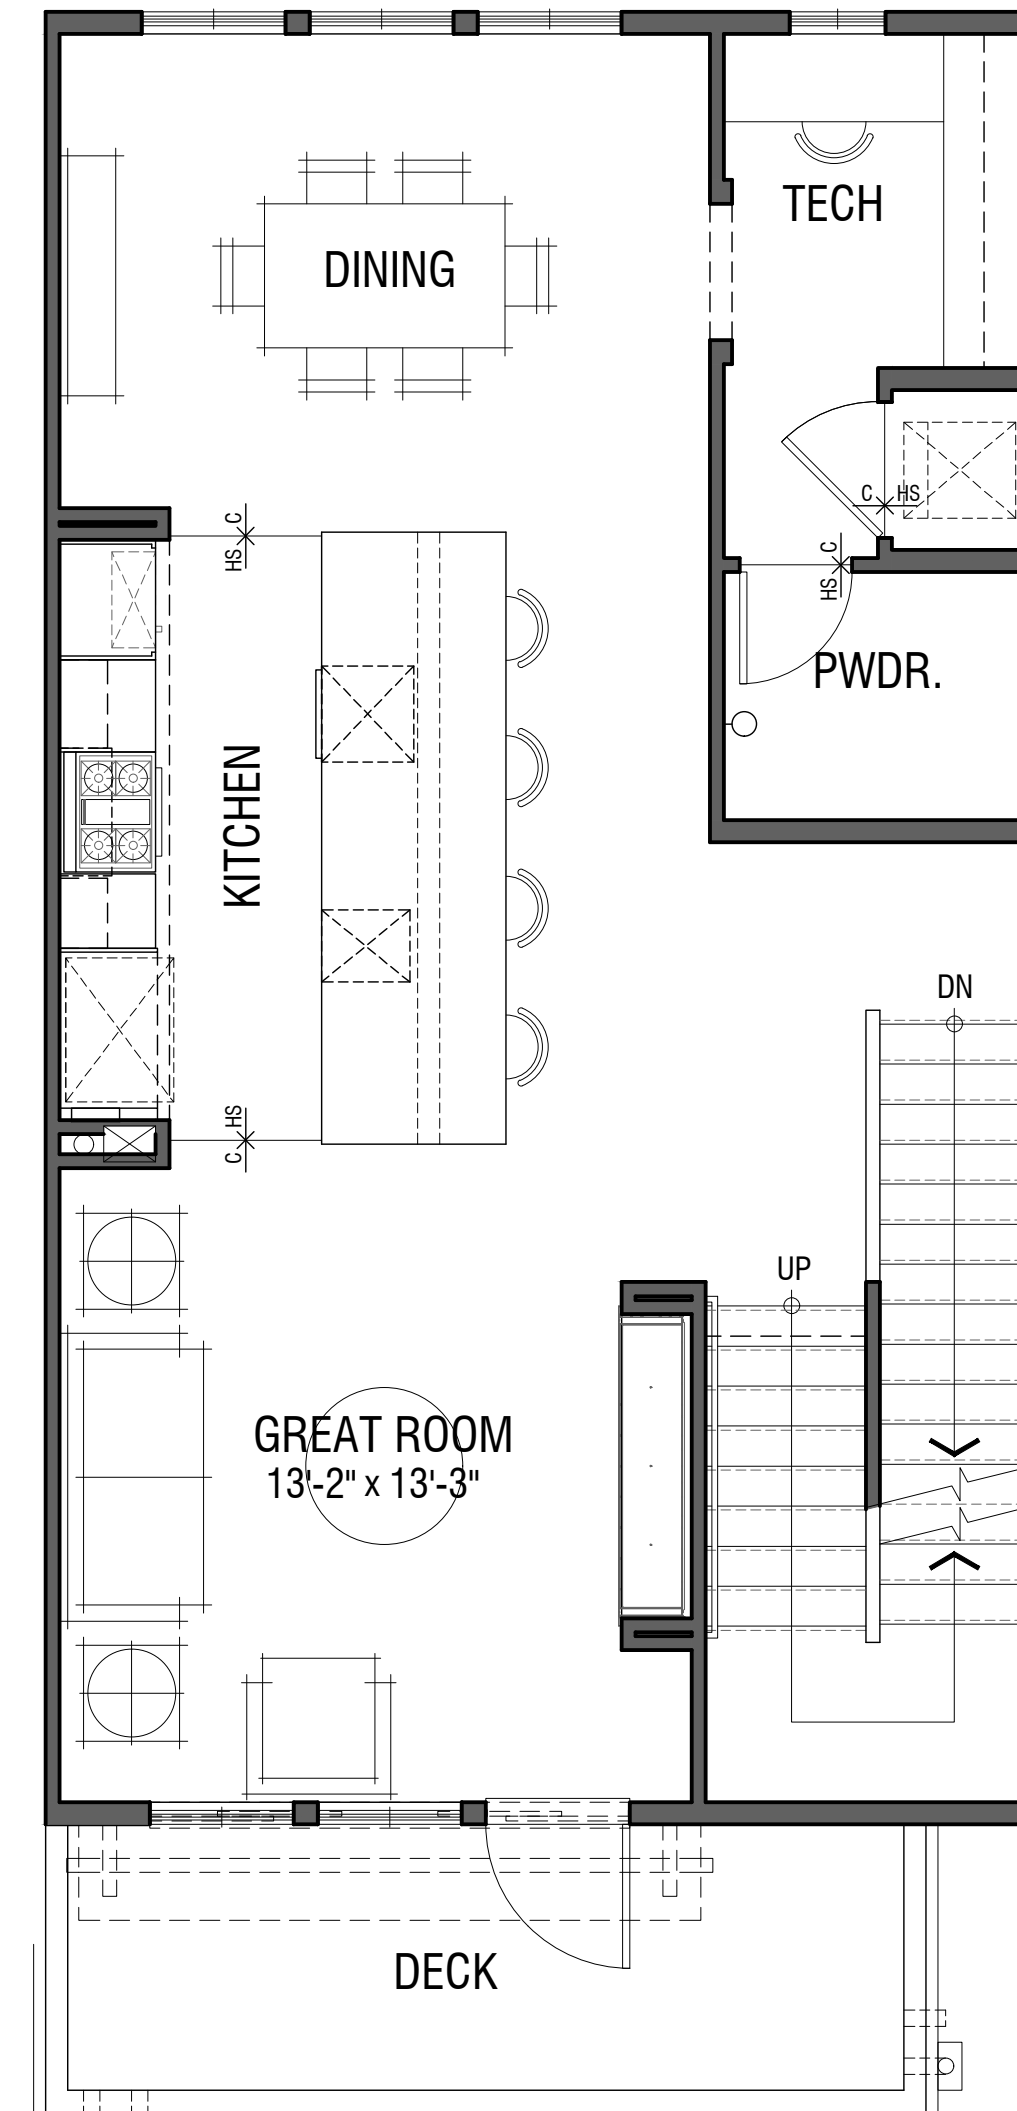 TECH
DINING
C HS
HS C
HS C
PWDR.
KITCHEN
DN
C HS
UP
GREAT ROOM
13'-2" x 13'-3"
DECK